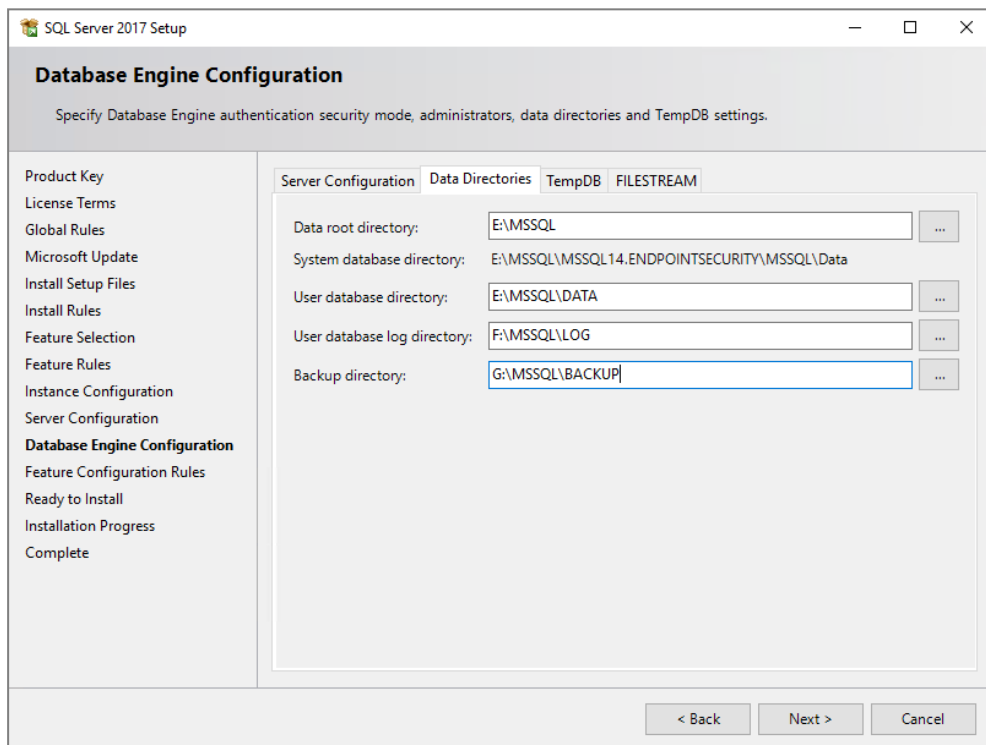 SQL Server 2017 Setup
Database Engine Configuration
Specify Database Engine authentication security mode, administrators, data directories and TempDB settings.
Product Key
License Terms
Global Rules
Microsoft Update
Install Setup Files
Install Rules
Feature Selection
Feature Rules
Instance Configuration
Server Configuration
Database Engine Configuration
Feature Configuration Rules
Ready to Install
Installation Progress
Complete
Server Configuration Data Directories TempDB FILESTREAM
Data root directory: E:\MSSQL ...
System database directory: E:\MSSQL\MSSQL14.ENDPOINTSECURITY\MSSQL\Data
User database directory: E:\MSSQL\DATA ...
User database log directory: F:\MSSQL\LOG ...
Backup directory: G:\MSSQL\BACKUP ...
< Back Next > Cancel